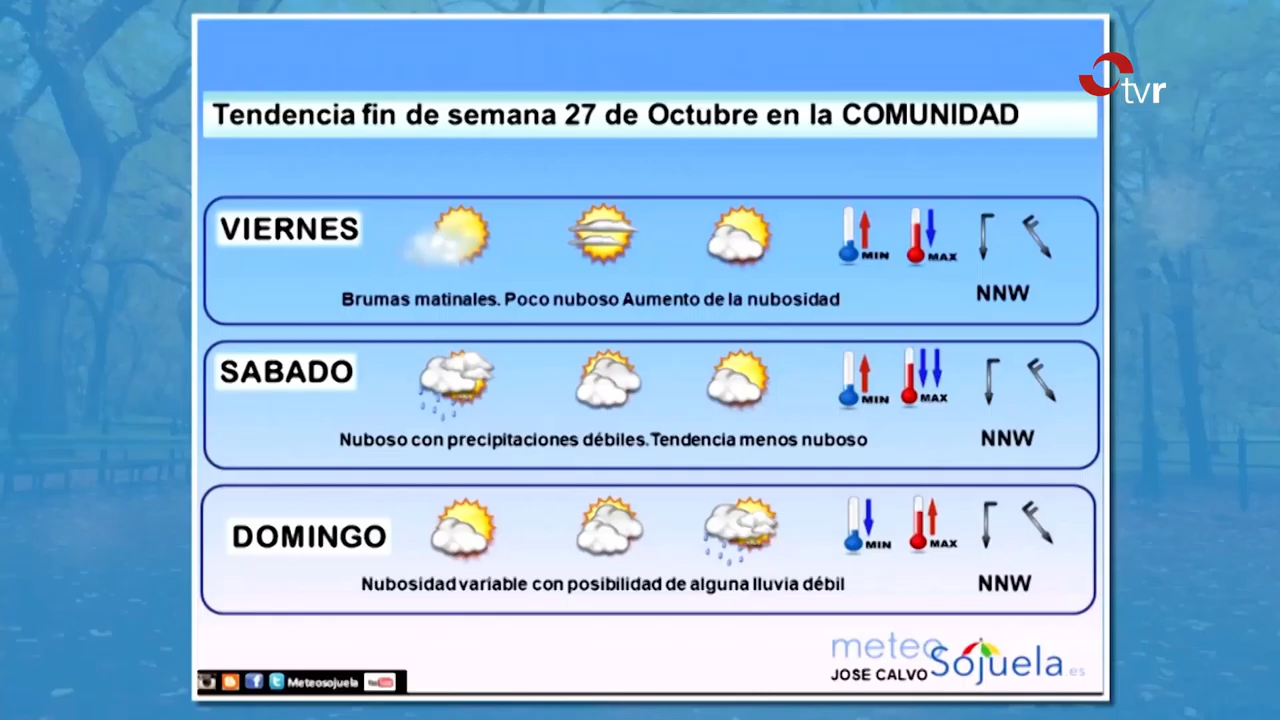 tvr
Tendencia fin de semana 27 de Octubre en la COMUNIDAD
VIERNES
MIN
MAX
Brumas matinales. Poco nuboso Aumento de la nubosidad
NNW
SABADO
MIN
MAX
Nuboso con precipitaciones débiles. Tendencia menos nuboso
NNW
DOMINGO
MIN
MAX
Nubosidad variable con posibilidad de alguna lluvia débil
NNW
meteo
Sojuela.es
JOSE CALVO
Meteosojuela